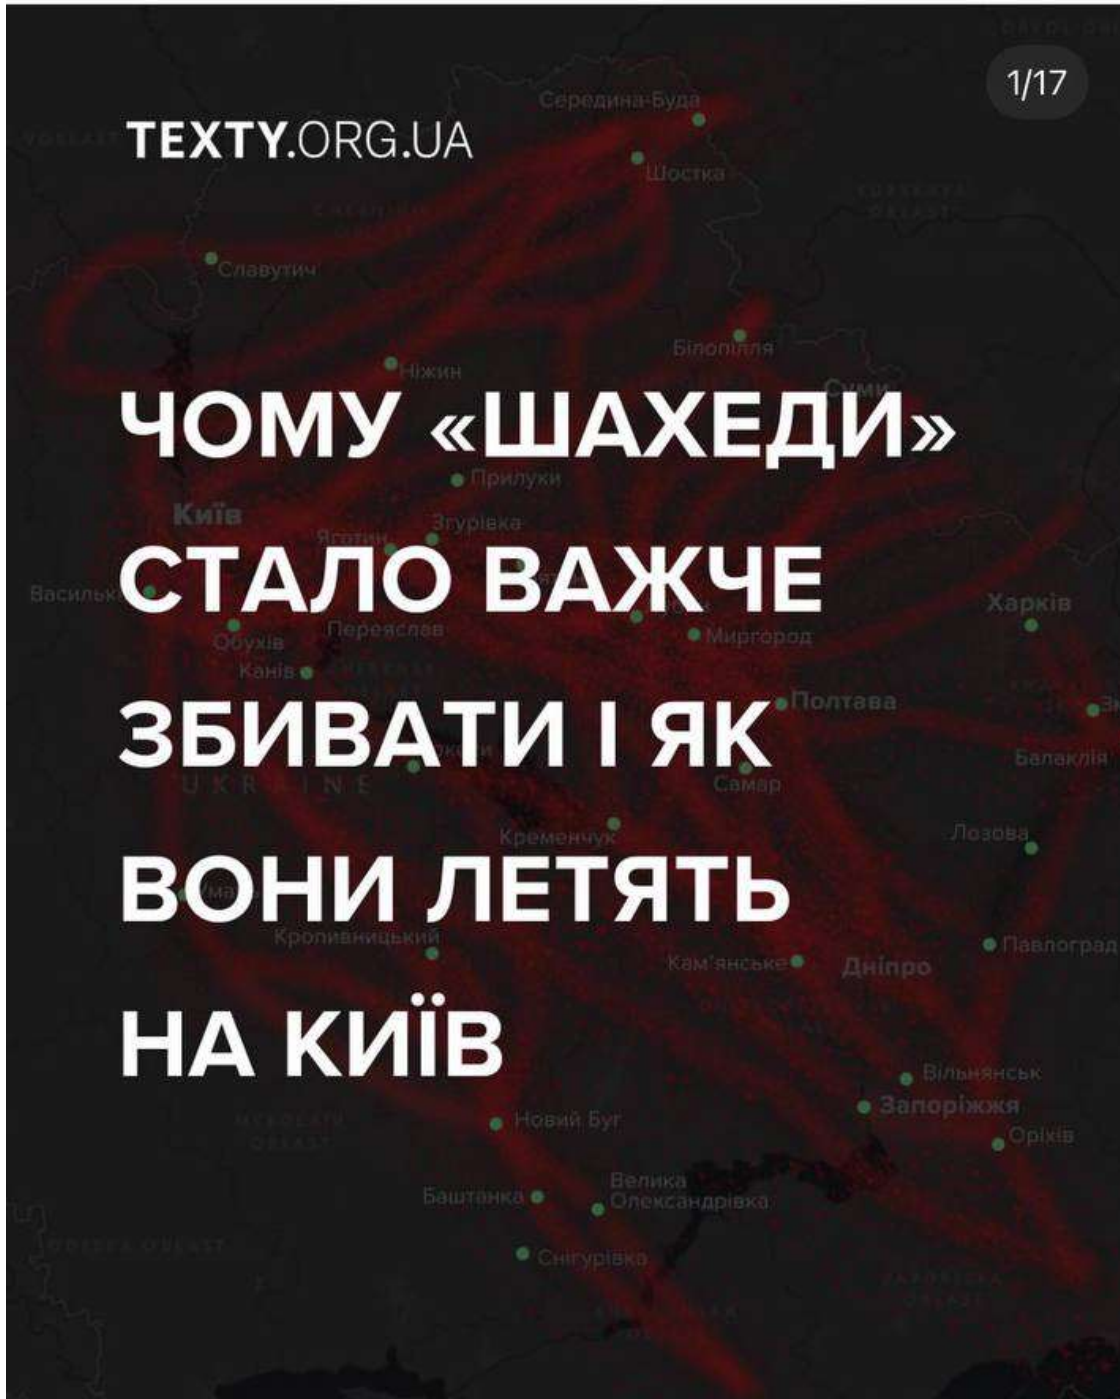 1/17
Середина-Буда
TEXTY.ORG.UA
Шостка
Славутич
Білопілля
Ніжин
Суми
ЧОМУ «ШАХЕДИ»
Прилуки
Київ
Згурівка
Яготин
СТАЛО ВАЖЧЕ
Харків
Переяслав
Миргород
Обухів
Канів
Полтава
ЗБИВАТИ І ЯК
Балаклія
UKRAINE
Самар
Кременчук
Лозова
ВОНИ ЛЕТЯТЬ
Кропивницький
Павлоград
Кам'янське
Дніпро
НА КИЇВ
Вільнянськ
Запоріжжя
Новий Буг
Оріхів
Велика
Баштанка
Олександрівка
Снігурівка